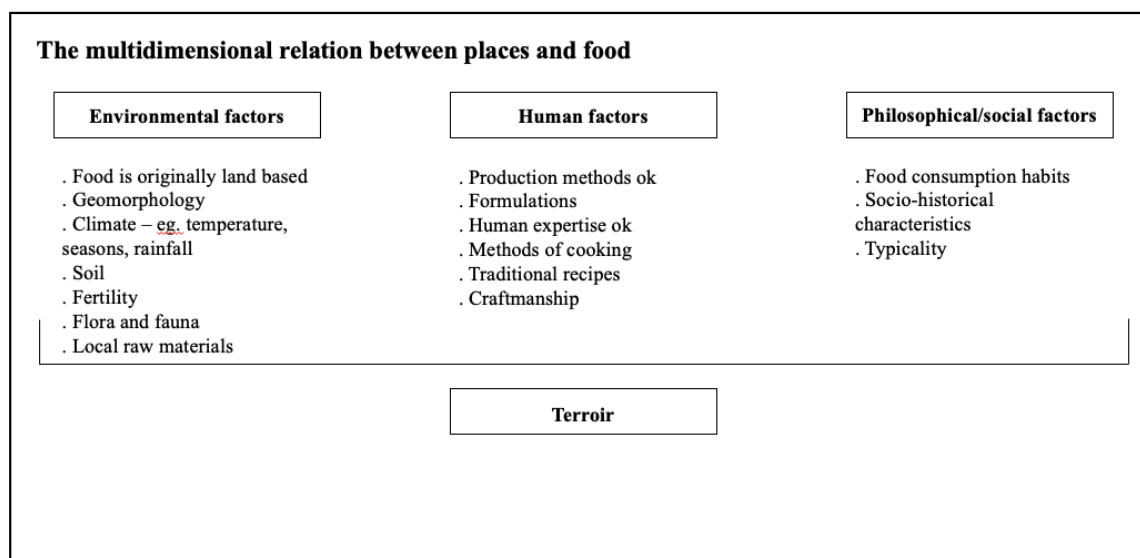 The multidimensional relation between places and food
Environmental factors
. Food is originally land based
. Geomorphology
. Climate – eg. temperature,
seasons, rainfall
. Soil
. Fertility
. Flora and fauna
. Local raw materials
Human factors
. Production methods ok
. Formulations
. Human expertise ok
. Methods of cooking
. Traditional recipes
. Craftmanship
Philosophical/social factors
. Food consumption habits
. Socio-historical
characteristics
. Typicality
Terroir